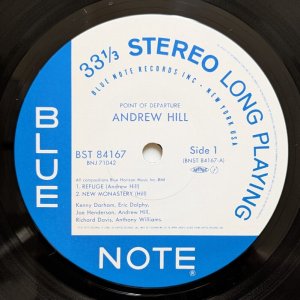 33⅓ STEREO LONG PLAYING
BLUE NOTE RECORDS INC · NEW YORK USA
POINT OF DEPARTURE
ANDREW HILL
BST 84167
BNJ 71042
Side 1
(BNST 84167-A)
All compositions Blue Horizon Music Inc-BMI
1. REFUGE (Andrew Hill)
2. NEW MONASTERY (Hill)
Kenny Dorham, Eric Dolphy,
Joe Henderson, Andrew Hill,
Richard Davis, Anthony Williams
BLUE
NOTE®